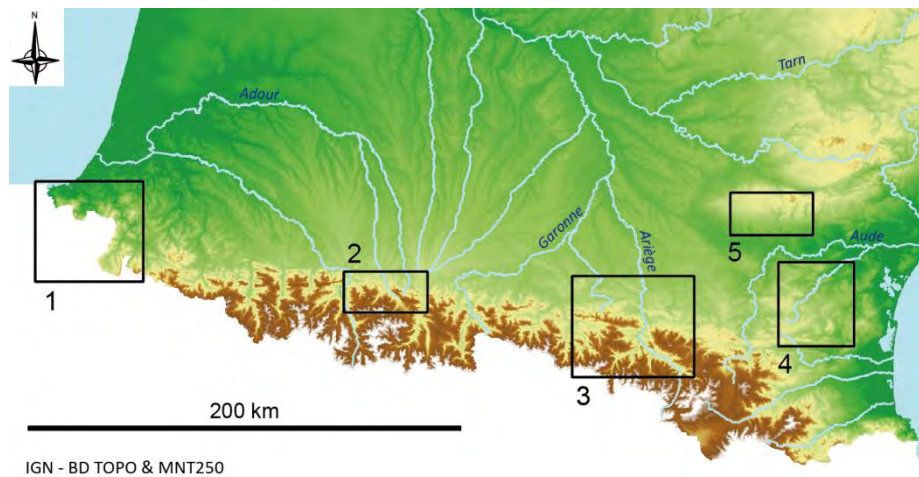 N
Adour
Tarn
Garonne
Ariège
Aude
1
2
3
4
5
200 km
IGN - BD TOPO & MNT250